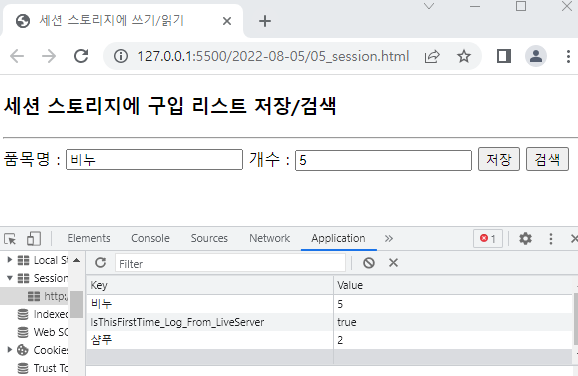 세션 스토리지에 쓰기/읽기
127.0.0.1:5500/2022-08-05/05_session.html
세션 스토리지에 구입 리스트 저장/검색
품목명 : 비누 개수 : 5 저장 검색
Elements Console Sources Network Application 1
Local St
Session
http:/
Indexed
Web SQ
Cookies
Trust To
Filter
Key Value
비누 5
IsThisFirstTime_Log_From_LiveServer true
샴푸 2